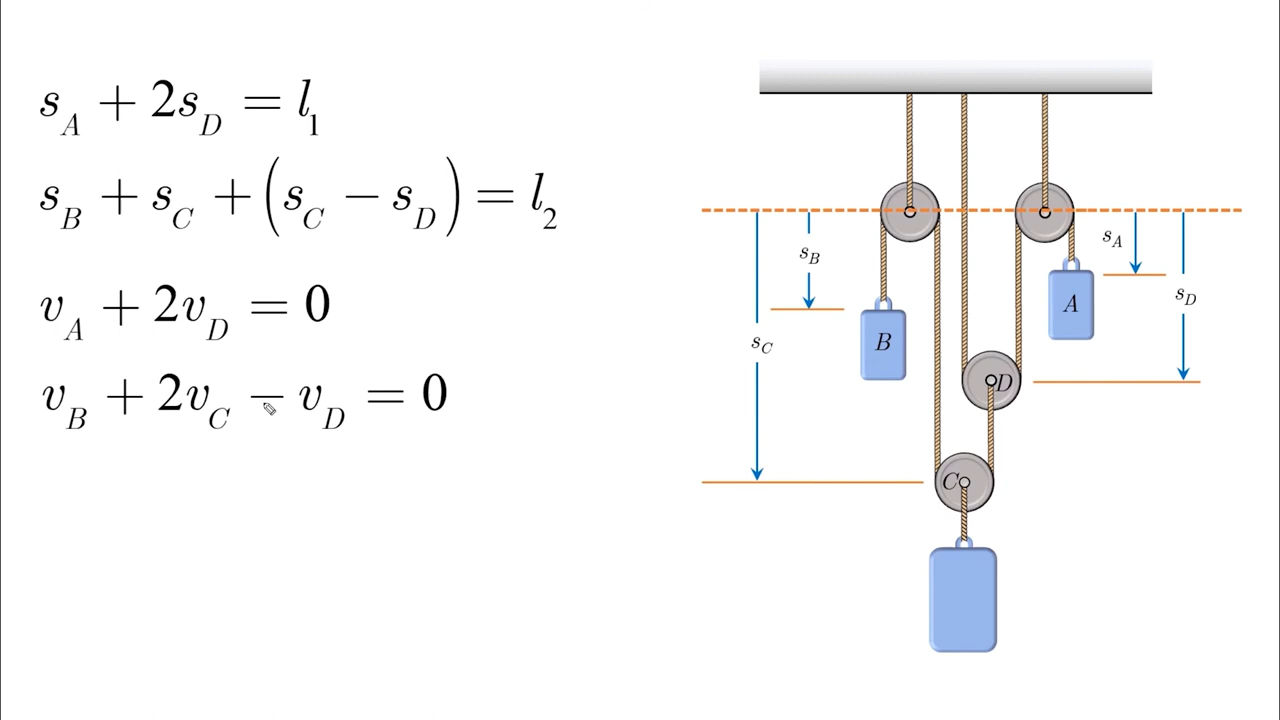 s_A + 2s_D = l_1
s_B + s_C + (s_C − s_D) = l_2
v_A + 2v_D = 0
v_B + 2v_C − v_D = 0
s_B
s_C
s_A
s_D
B
A
D
C